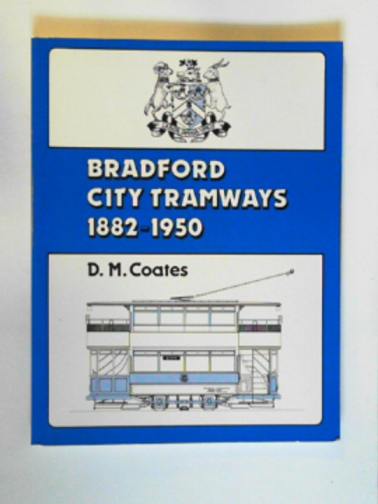 BRADFORD
CITY TRAMWAYS
1882-1950
D. M. Coates